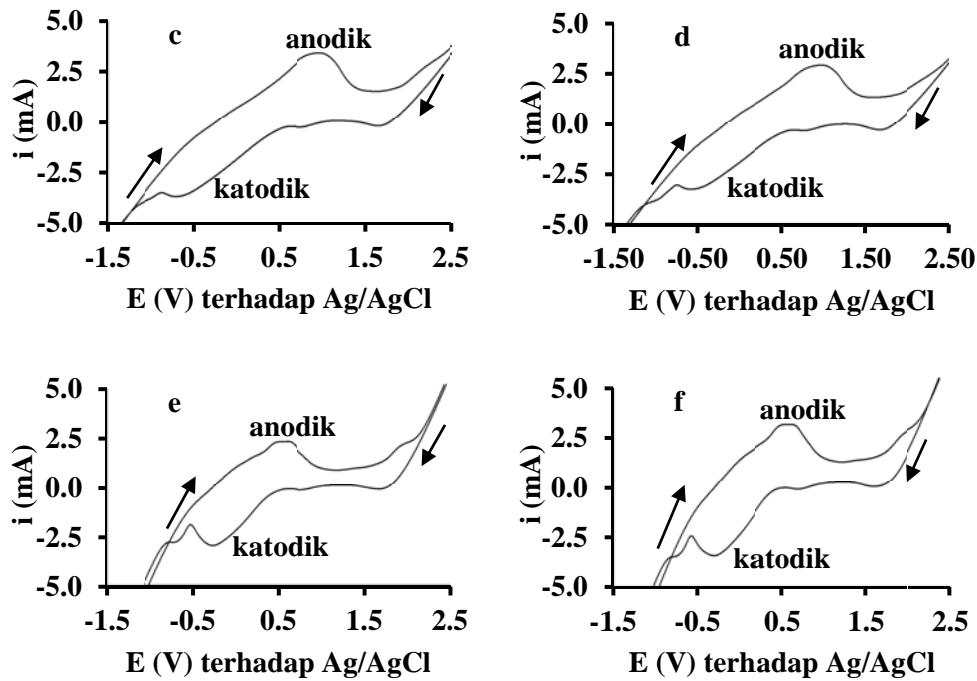 c
anodik
katodik
5.0
2.5
0.0
-2.5
-5.0
i (mA)
-1.5 -0.5 0.5 1.5 2.5
E (V) terhadap Ag/AgCl
d
anodik
katodik
5.0
2.5
0.0
-2.5
-5.0
i (mA)
-1.50 -0.50 0.50 1.50 2.50
E (V) terhadap Ag/AgCl
e
anodik
katodik
5.0
2.5
0.0
-2.5
-5.0
i (mA)
-1.5 -0.5 0.5 1.5 2.5
E (V) terhadap Ag/AgCl
f
anodik
katodik
5.0
2.5
0.0
-2.5
-5.0
i (mA)
-1.5 -0.5 0.5 1.5 2.5
E (V) terhadap Ag/AgCl